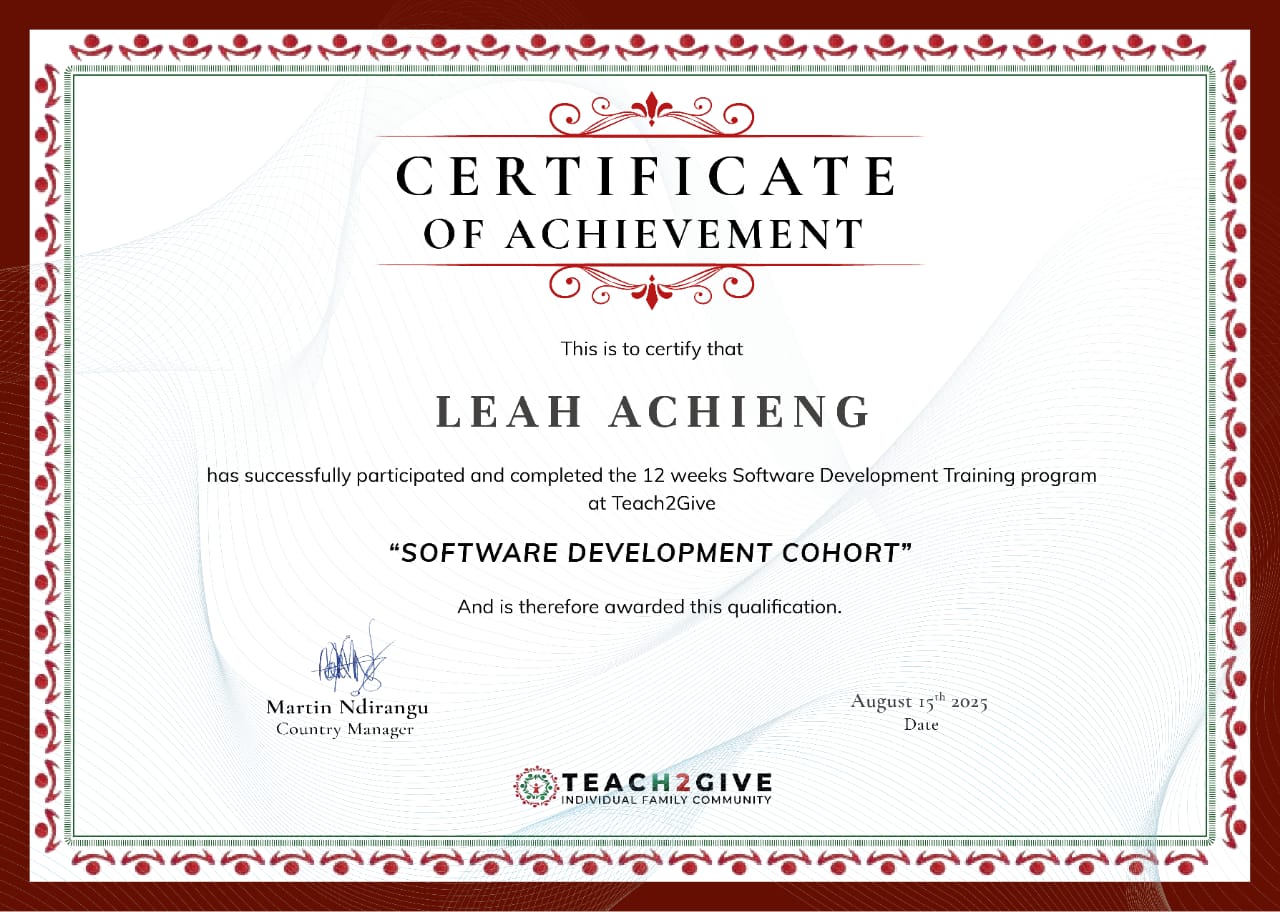 CERTIFICATE
OF ACHIEVEMENT
This is to certify that
LEAH ACHIENG
has successfully participated and completed the 12 weeks Software Development Training program
at Teach2Give
“SOFTWARE DEVELOPMENT COHORT”
And is therefore awarded this qualification.
Martin Ndirangu
Country Manager
August 15th 2025
Date
TEACH2GIVE
INDIVIDUAL FAMILY COMMUNITY